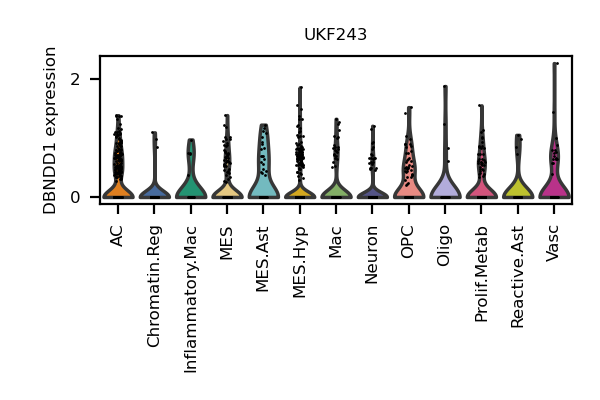 UKF243
DBNDD1 expression
2
0
AC
Chromatin.Reg
Inflammatory.Mac
MES
MES.Ast
MES.Hyp
Mac
Neuron
OPC
Oligo
Prolif.Metab
Reactive.Ast
Vasc